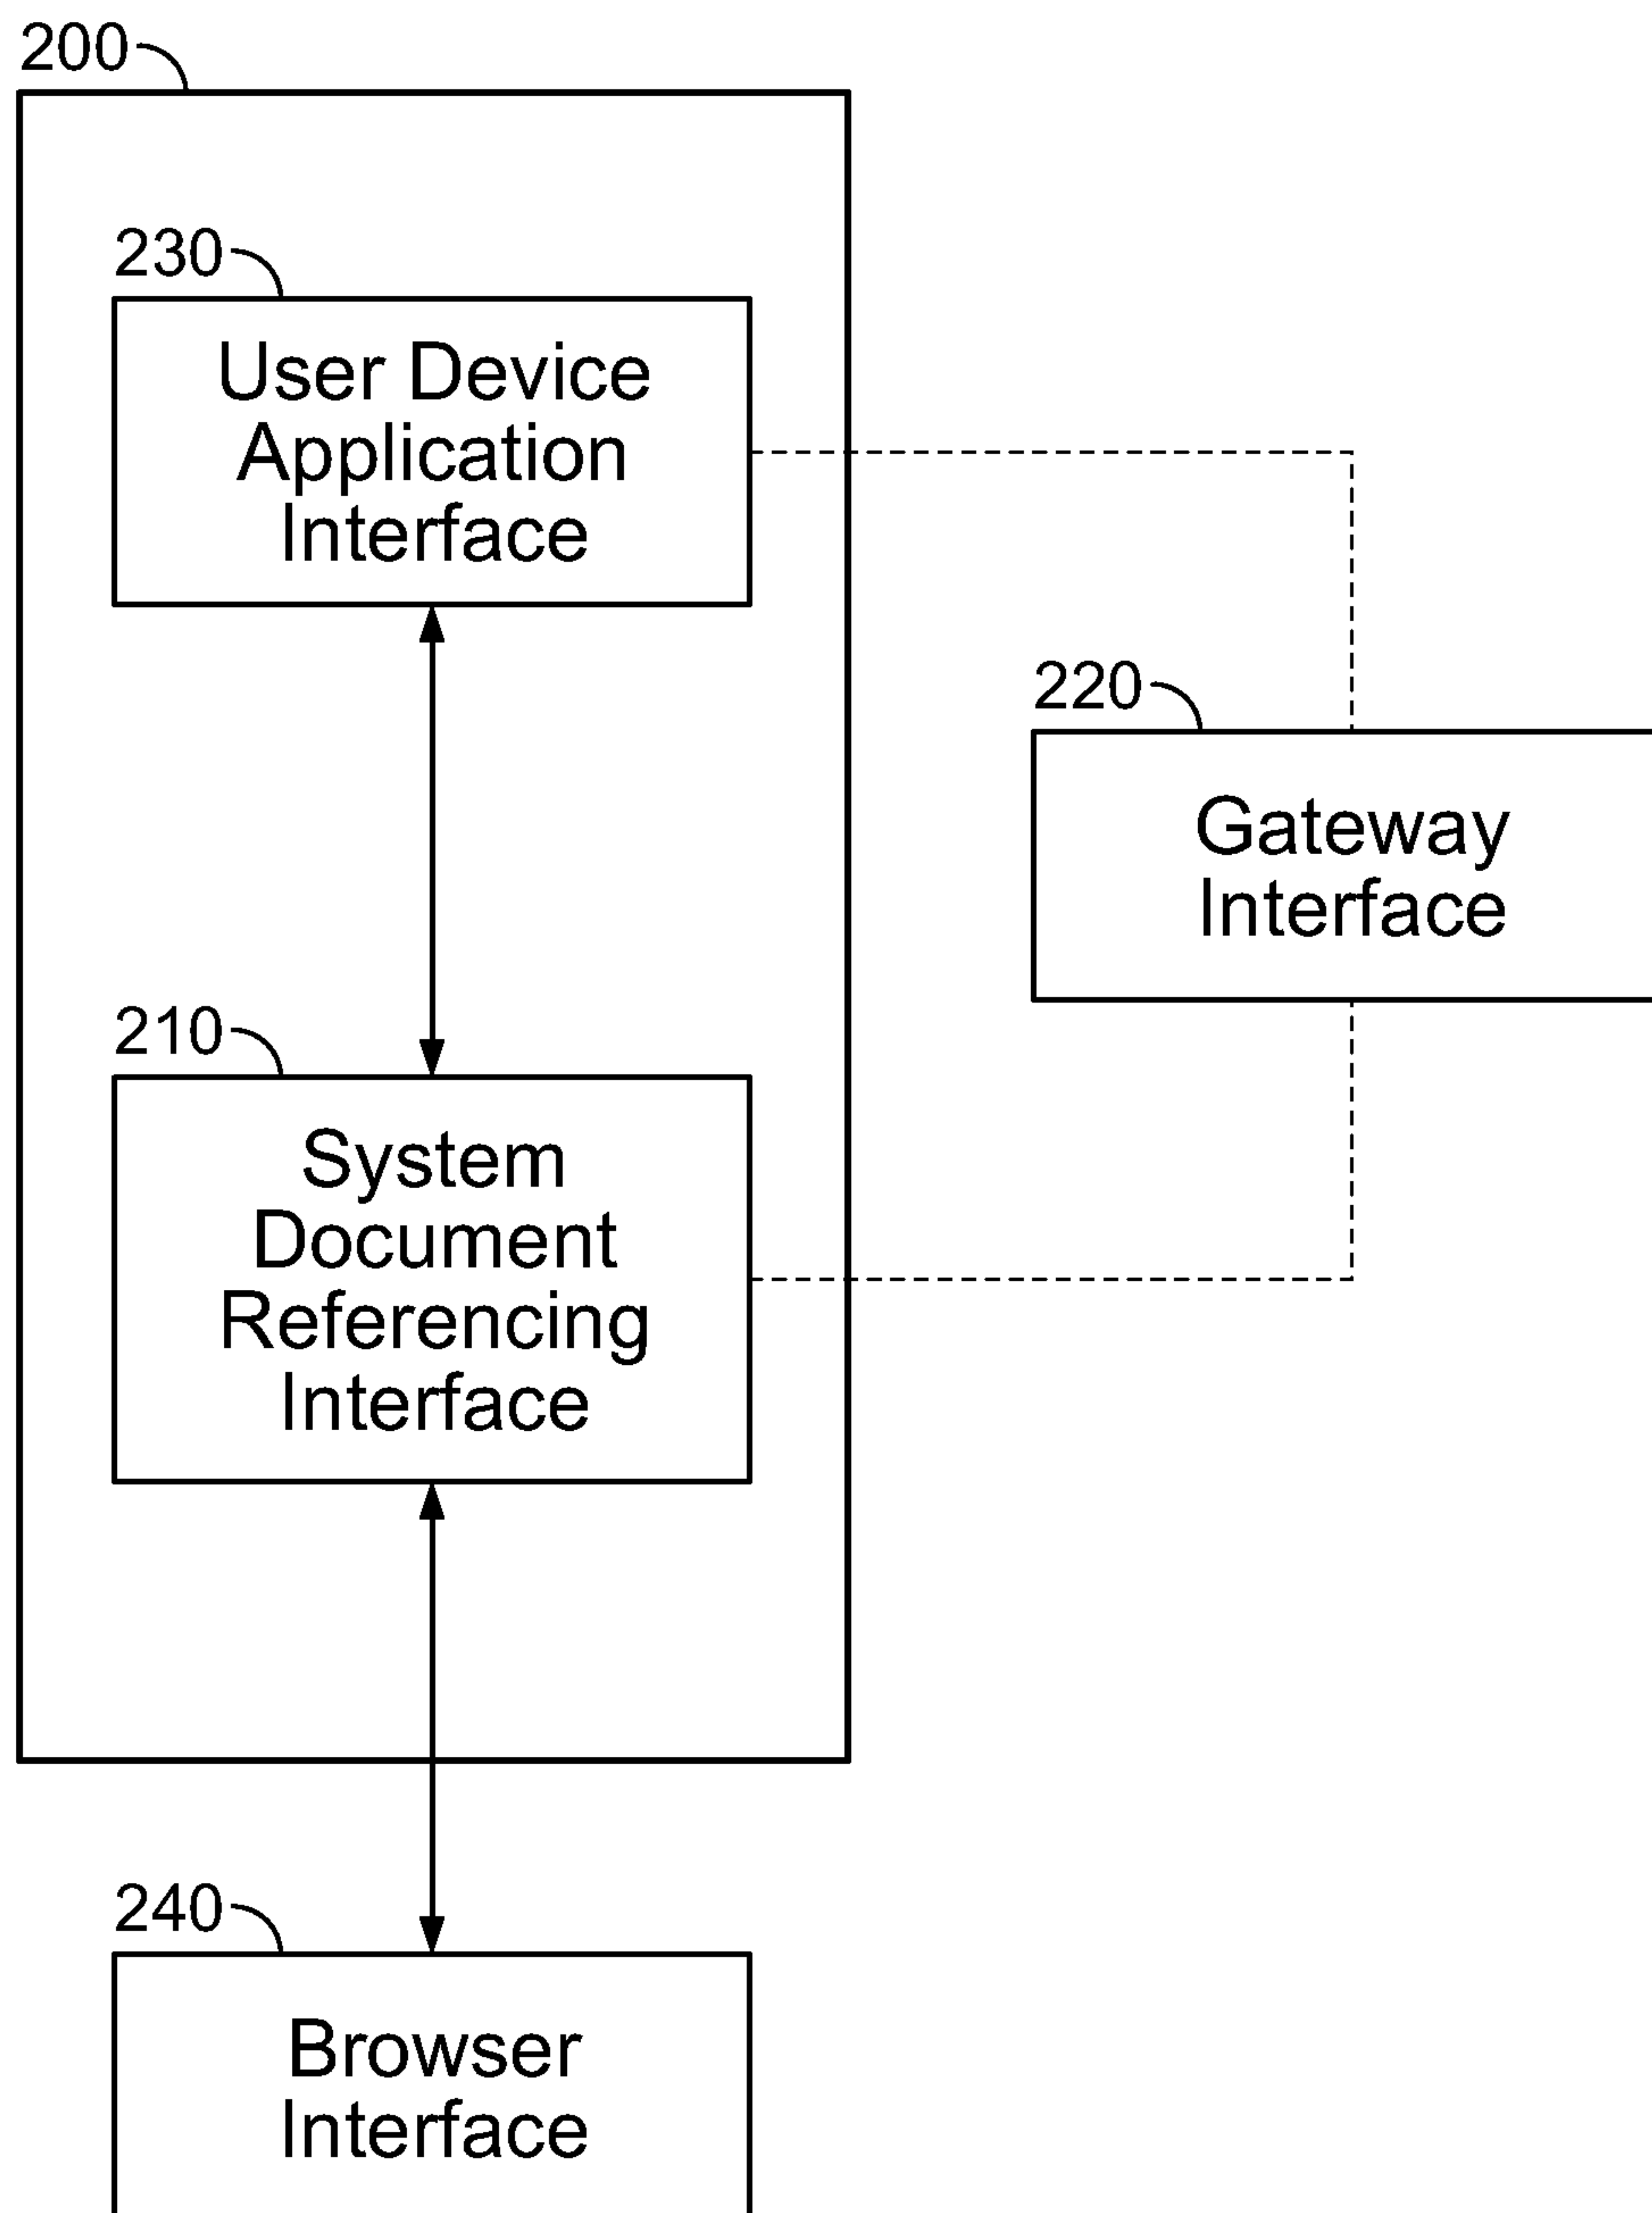 200
230
User Device
Application
Interface
220
Gateway
Interface
210
System
Document
Referencing
Interface
240
Browser
Interface